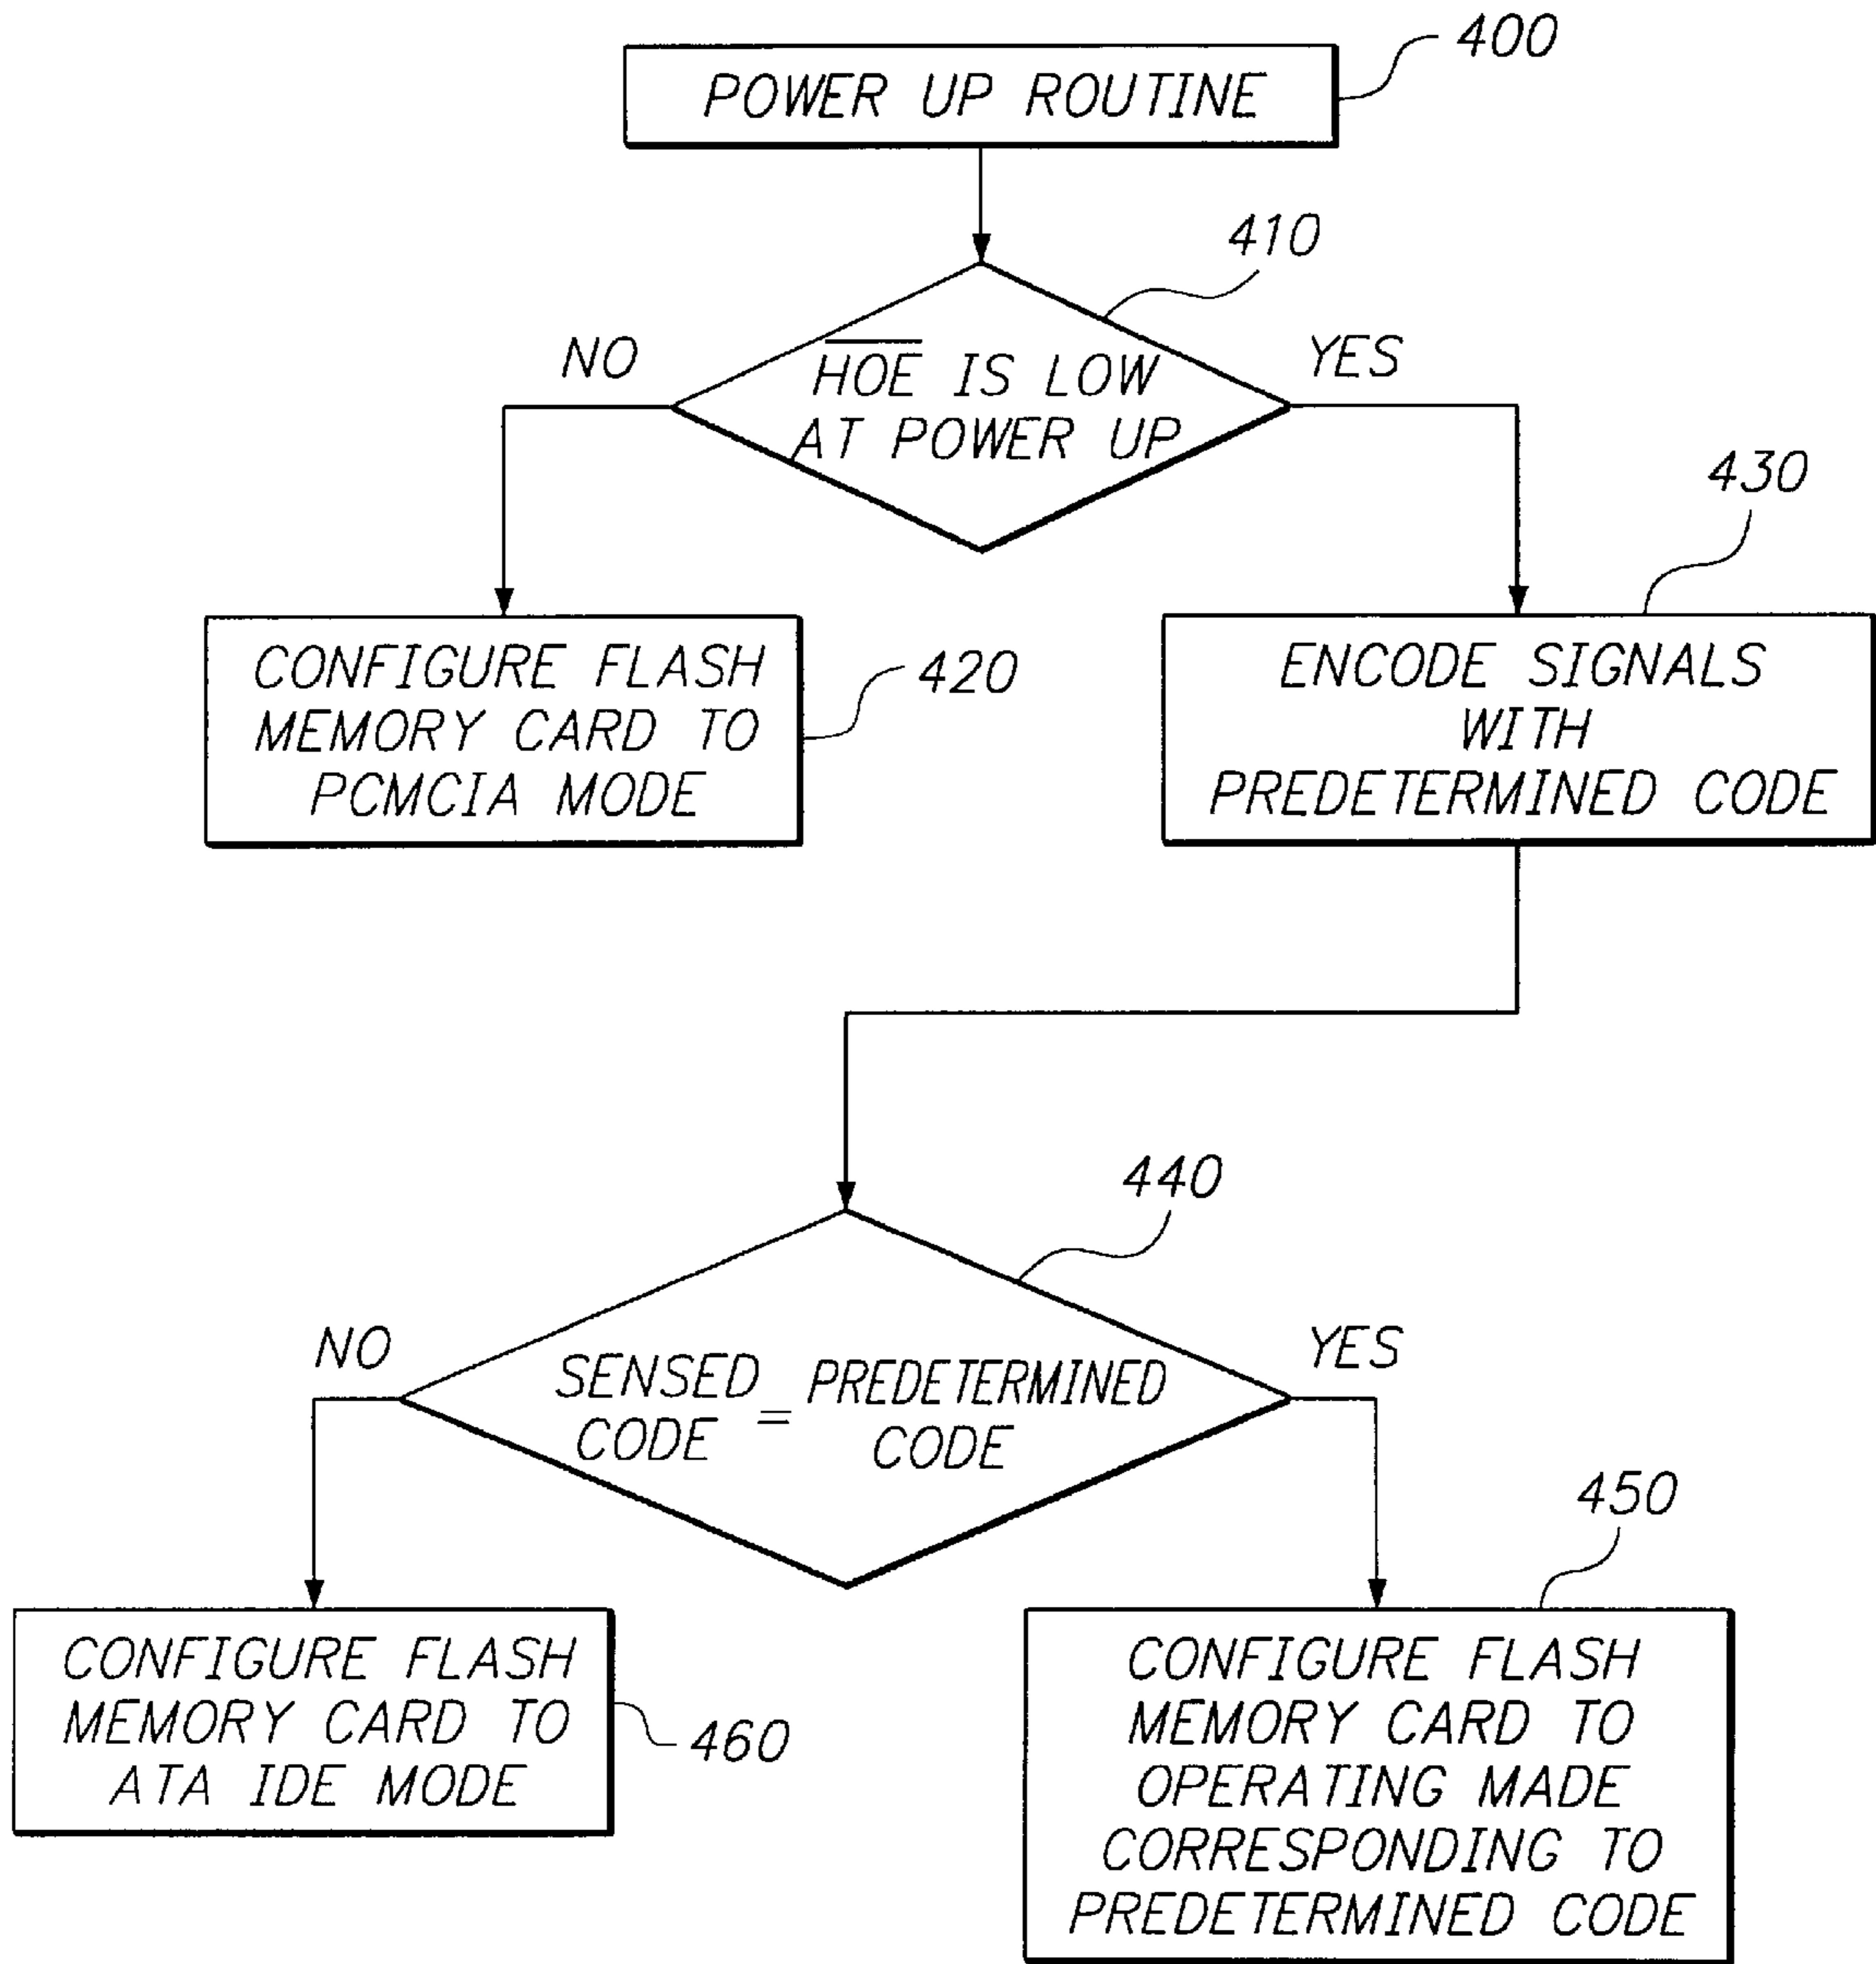 POWER UP ROUTINE
400
410
NO
H̅O̅E̅ IS LOW
AT POWER UP
YES
430
CONFIGURE FLASH
MEMORY CARD TO
PCMCIA MODE
420
ENCODE SIGNALS
WITH
PREDETERMINED CODE
440
NO
SENSED
CODE
=
PREDETERMINED
CODE
YES
450
CONFIGURE FLASH
MEMORY CARD TO
ATA IDE MODE
460
CONFIGURE FLASH
MEMORY CARD TO
OPERATING MADE
CORRESPONDING TO
PREDETERMINED CODE